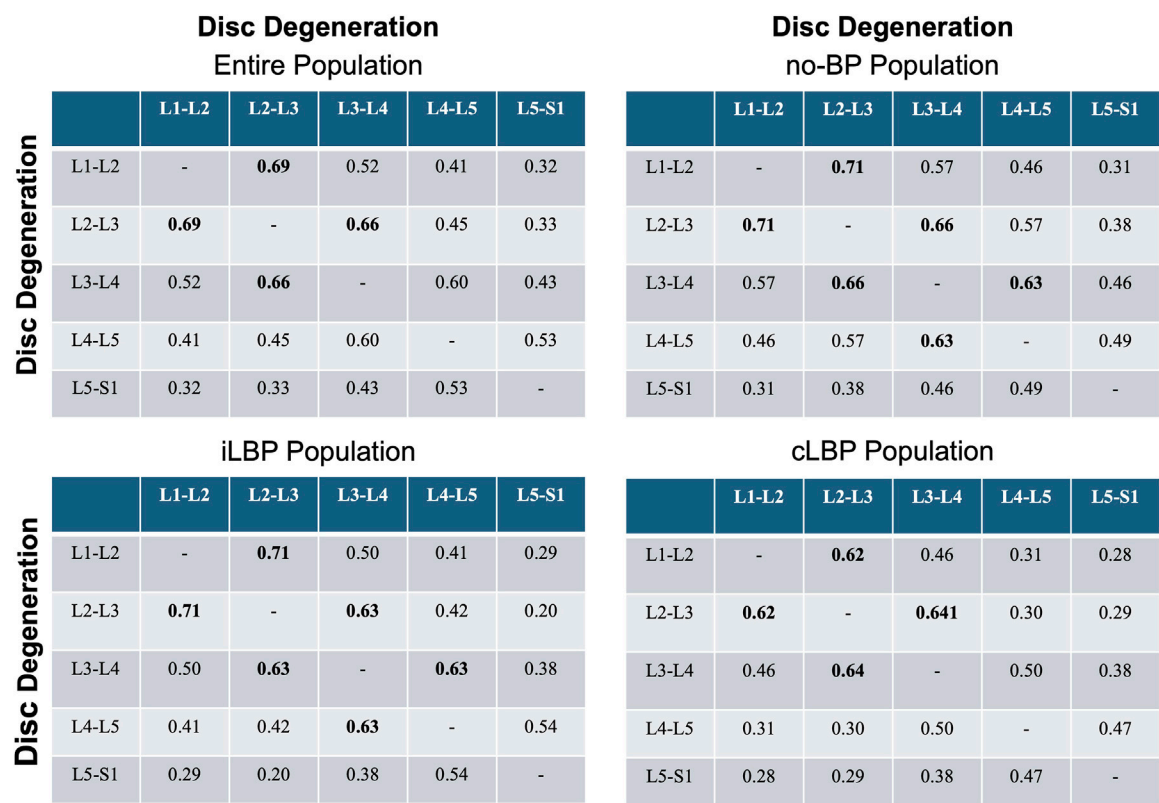 Disc Degeneration
Entire Population
L1-L2 L2-L3 L3-L4 L4-L5 L5-S1
Disc Degeneration
L1-L2 - 0.69 0.52 0.41 0.32
L2-L3 0.69 - 0.66 0.45 0.33
L3-L4 0.52 0.66 - 0.60 0.43
L4-L5 0.41 0.45 0.60 - 0.53
L5-S1 0.32 0.33 0.43 0.53 -
Disc Degeneration
no-BP Population
L1-L2 L2-L3 L3-L4 L4-L5 L5-S1
L1-L2 - 0.71 0.57 0.46 0.31
L2-L3 0.71 - 0.66 0.57 0.38
L3-L4 0.57 0.66 - 0.63 0.46
L4-L5 0.46 0.57 0.63 - 0.49
L5-S1 0.31 0.38 0.46 0.49 -
iLBP Population
L1-L2 L2-L3 L3-L4 L4-L5 L5-S1
Disc Degeneration
L1-L2 - 0.71 0.50 0.41 0.29
L2-L3 0.71 - 0.63 0.42 0.20
L3-L4 0.50 0.63 - 0.63 0.38
L4-L5 0.41 0.42 0.63 - 0.54
L5-S1 0.29 0.20 0.38 0.54 -
cLBP Population
L1-L2 L2-L3 L3-L4 L4-L5 L5-S1
L1-L2 - 0.62 0.46 0.31 0.28
L2-L3 0.62 - 0.641 0.30 0.29
L3-L4 0.46 0.64 - 0.50 0.38
L4-L5 0.31 0.30 0.50 - 0.47
L5-S1 0.28 0.29 0.38 0.47 -